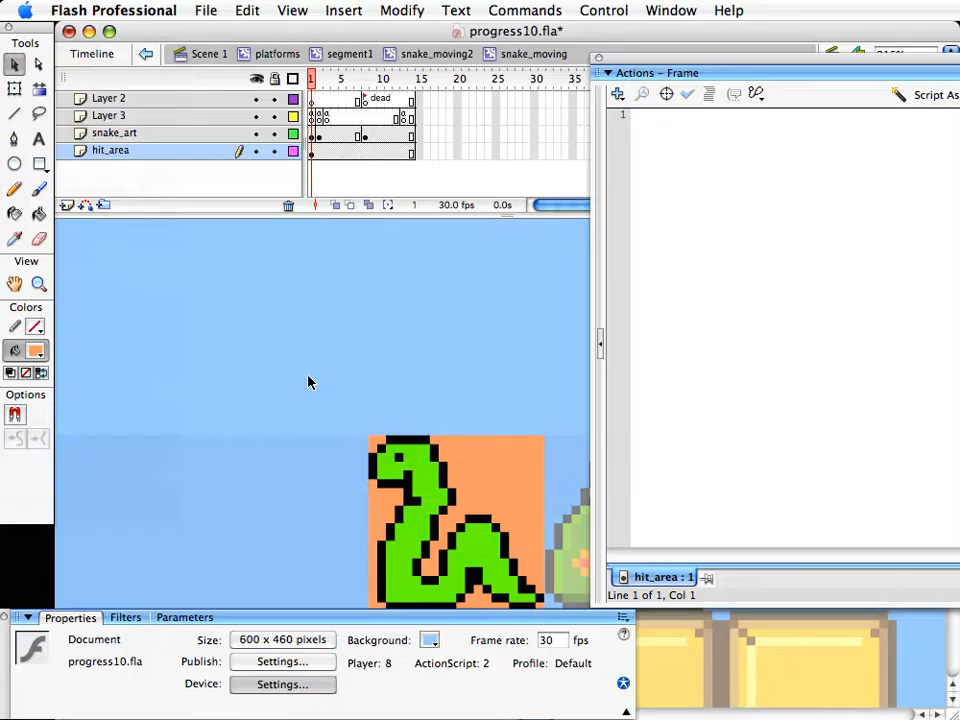 Flash Professional File Edit View Insert Modify Text Commands Control Window Help
Tools
progress10.fla*
Timeline Scene 1 platforms segment1 snake_moving2 snake_moving
1 5 10 15 20 25 30 35
Layer 2 dead
Layer 3
snake_art
hit_area
1 30.0 fps 0.0s
Actions - Frame
Script As
1
View
Colors
Options
hit_area : 1
Line 1 of 1, Col 1
Properties Filters Parameters
Document Size: 600 x 460 pixels Background: Frame rate: 30 fps
progress10.fla Publish: Settings... Player: 8 ActionScript: 2 Profile: Default
Device: Settings...